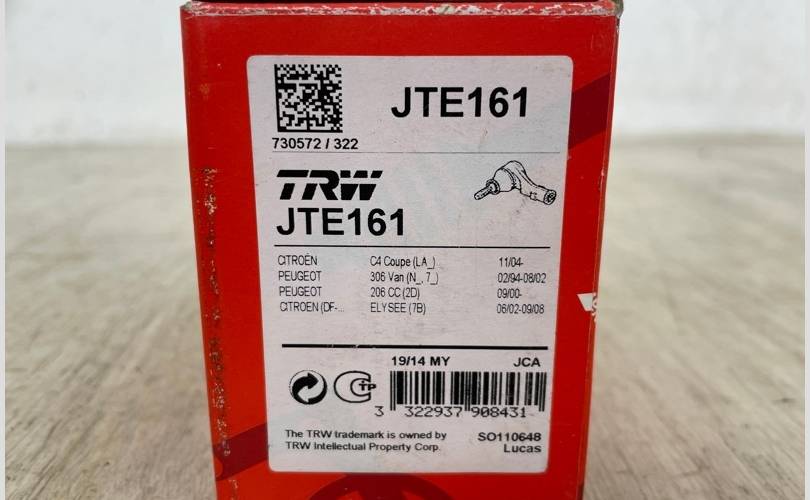 JTE161
730572 / 322
TRW
JTE161
CITROËN C4 Coupe (LA_) 11/04-
PEUGEOT 306 Van (N_, 7_) 02/94-08/02
PEUGEOT 206 CC (2D) 09/00-
CITROEN (DF-... ELYSEE (7B) 06/02-09/08
19/14 MY JCA
C TP
3 322937 908431
The TRW trademark is owned by SO110648
TRW Intellectual Property Corp. Lucas